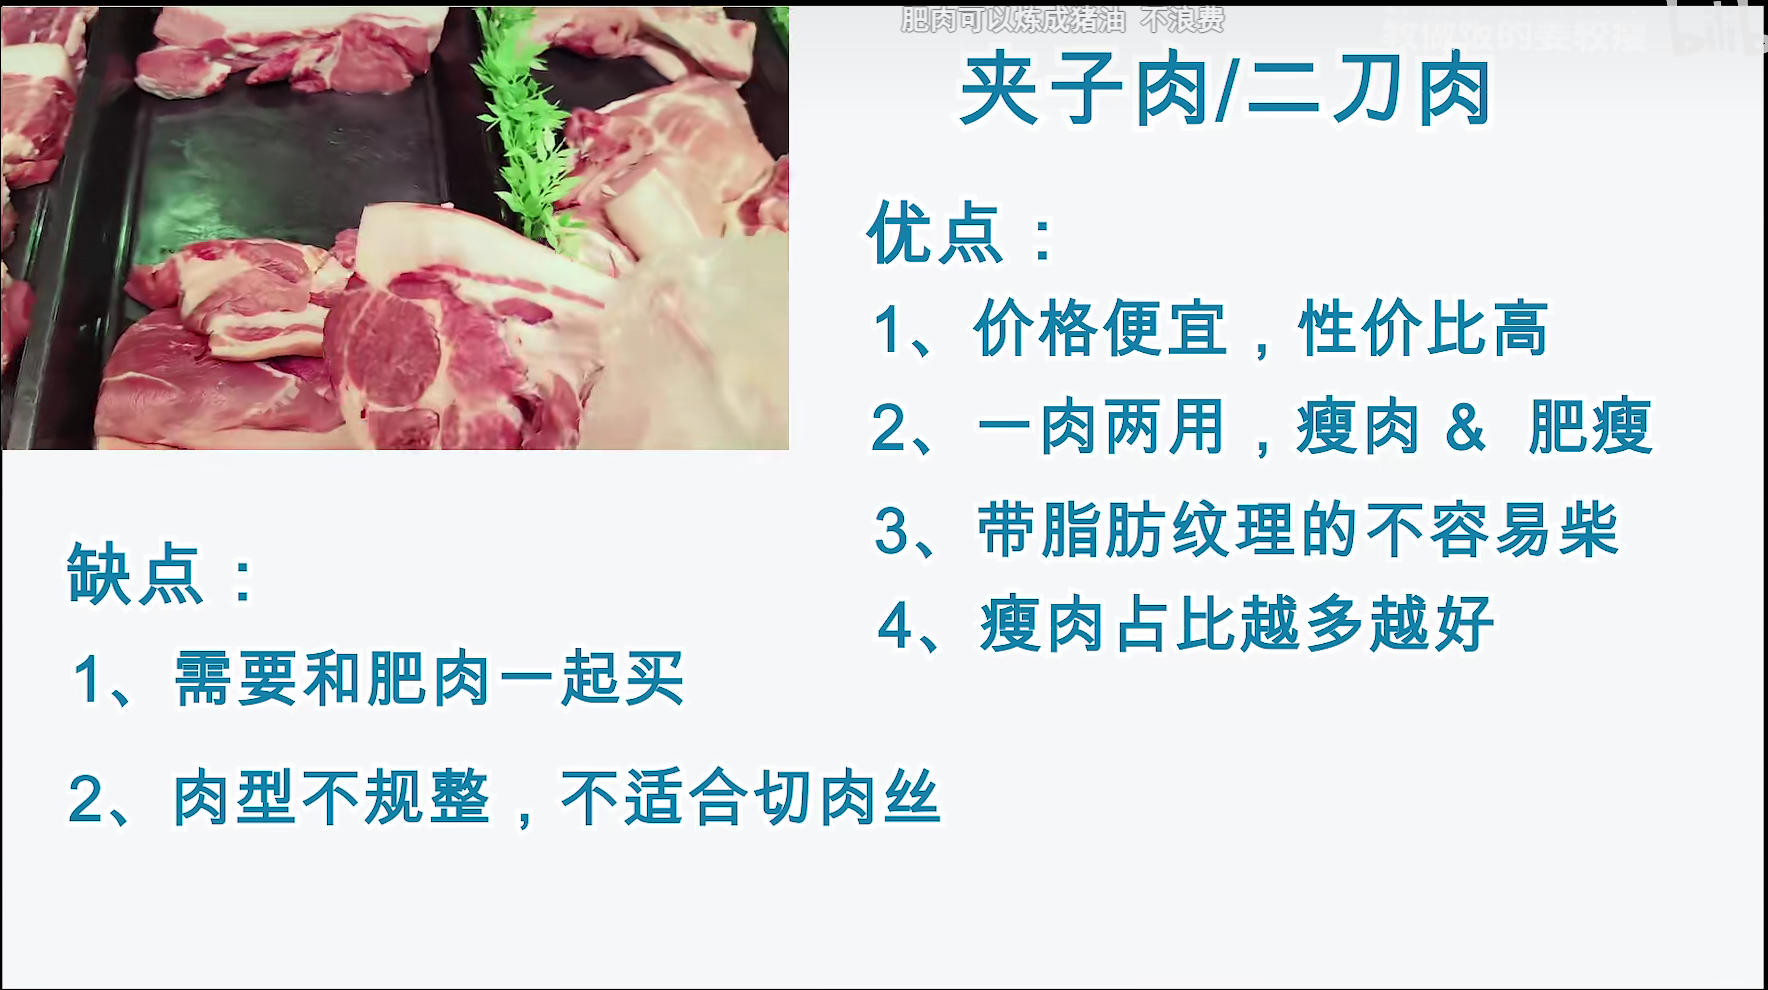 肥肉可以炼成猪油 不浪费
夹子肉/二刀肉
优点：
1、价格便宜，性价比高
2、一肉两用，瘦肉 & 肥瘦
3、带脂肪纹理的不容易柴
4、瘦肉占比越多越好
缺点：
1、需要和肥肉一起买
2、肉型不规整，不适合切肉丝